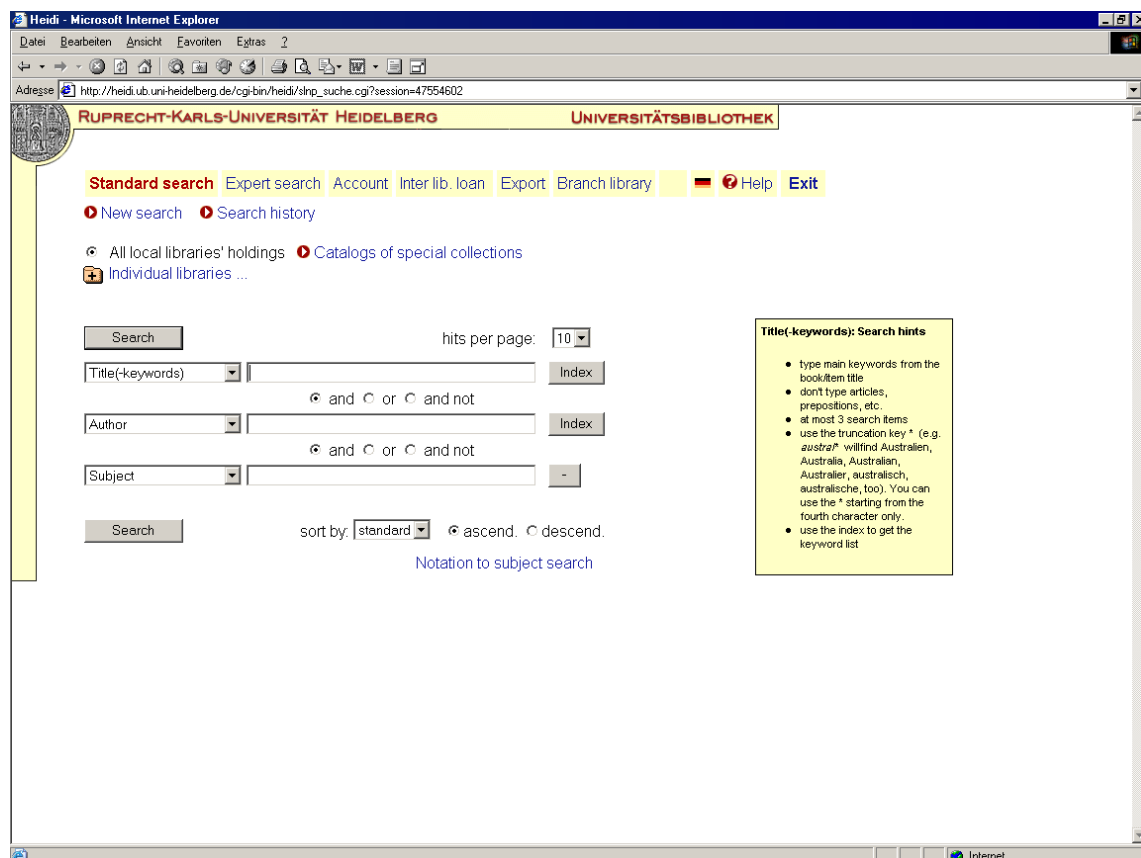 Heidi - Microsoft Internet Explorer
Datei Bearbeiten Ansicht Favoriten Extras ?
Adresse http://heidi.ub.uni-heidelberg.de/cgi-bin/heidi/slnp_suche.cgi?session=47554602
RUPRECHT-KARLS-UNIVERSITÄT HEIDELBERG UNIVERSITÄTSBIBLIOTHEK
Standard search Expert search Account Inter lib. loan Export Branch library Help Exit
New search Search history
All local libraries' holdings Catalogs of special collections
Individual libraries ...
Search hits per page: 10
Title(-keywords) Index
and or and not
Author Index
and or and not
Subject -
Search sort by: standard ascend. descend.
Notation to subject search
Title(-keywords): Search hints
type main keywords from the
book/item title
don't type articles,
prepositions, etc.
at most 3 search items
use the truncation key * (e.g.
austral* willfind Australien,
Australia, Australian,
Australier, australisch,
australische, too). You can
use the * starting from the
fourth character only.
use the index to get the
keyword list
Internet